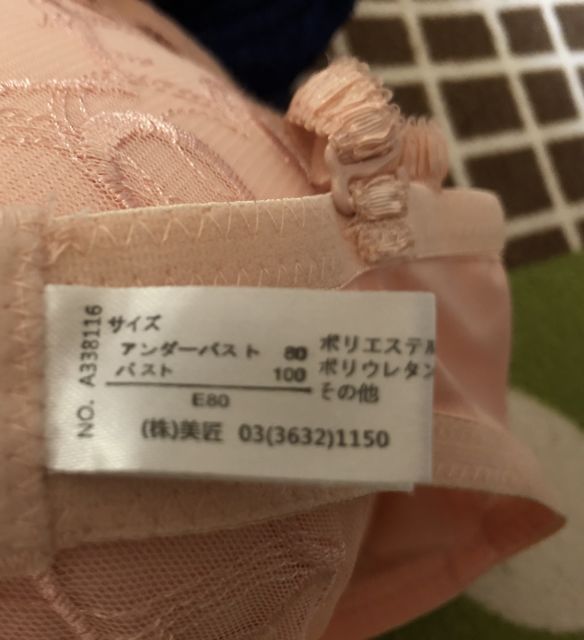 NO. A338116
サイズ
アンダーバスト 80
バスト 100
E80
ポリエステル
ポリウレタン
その他
(株)美匠 03(3632)1150